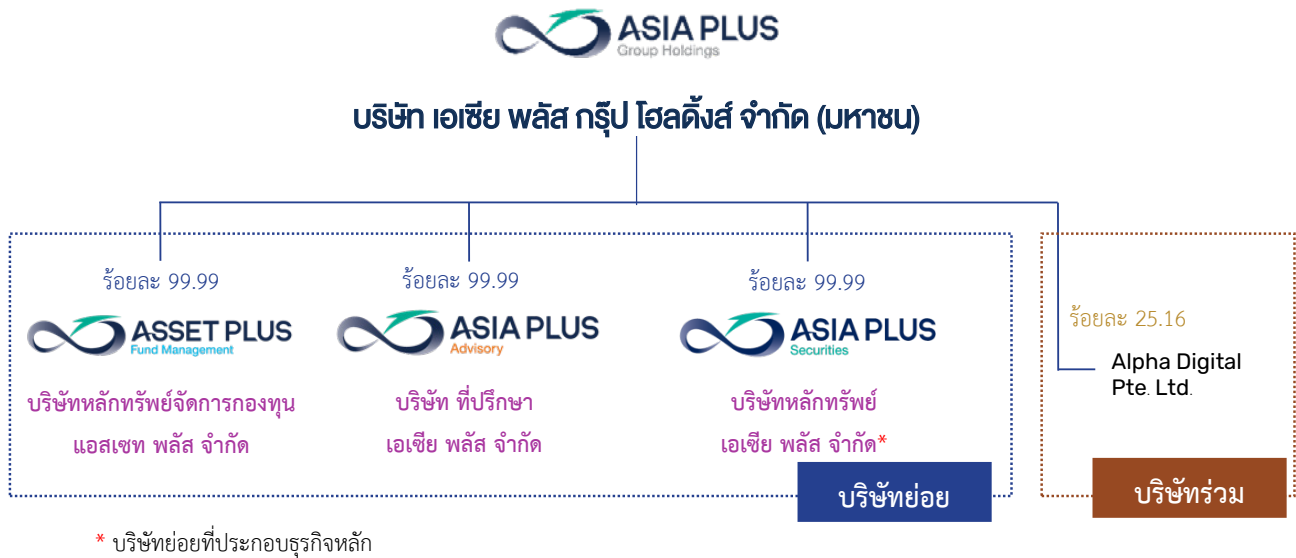 ASIA PLUS
Group Holdings
บริษัท เอเซีย พลัส กรุ๊ป โฮลดิ้งส์ จำกัด (มหาชน)
ร้อยละ 99.99
ASSET PLUS
Fund Management
บริษัทหลักทรัพย์จัดการกองทุน
แอสเซท พลัส จำกัด
ร้อยละ 99.99
ASIA PLUS
Advisory
บริษัท ที่ปรึกษา
เอเซีย พลัส จำกัด
ร้อยละ 99.99
ASIA PLUS
Securities
บริษัทหลักทรัพย์
เอเซีย พลัส จำกัด*
บริษัทย่อย
ร้อยละ 25.16
Alpha Digital
Pte. Ltd.
บริษัทร่วม
* บริษัทย่อยที่ประกอบธุรกิจหลัก